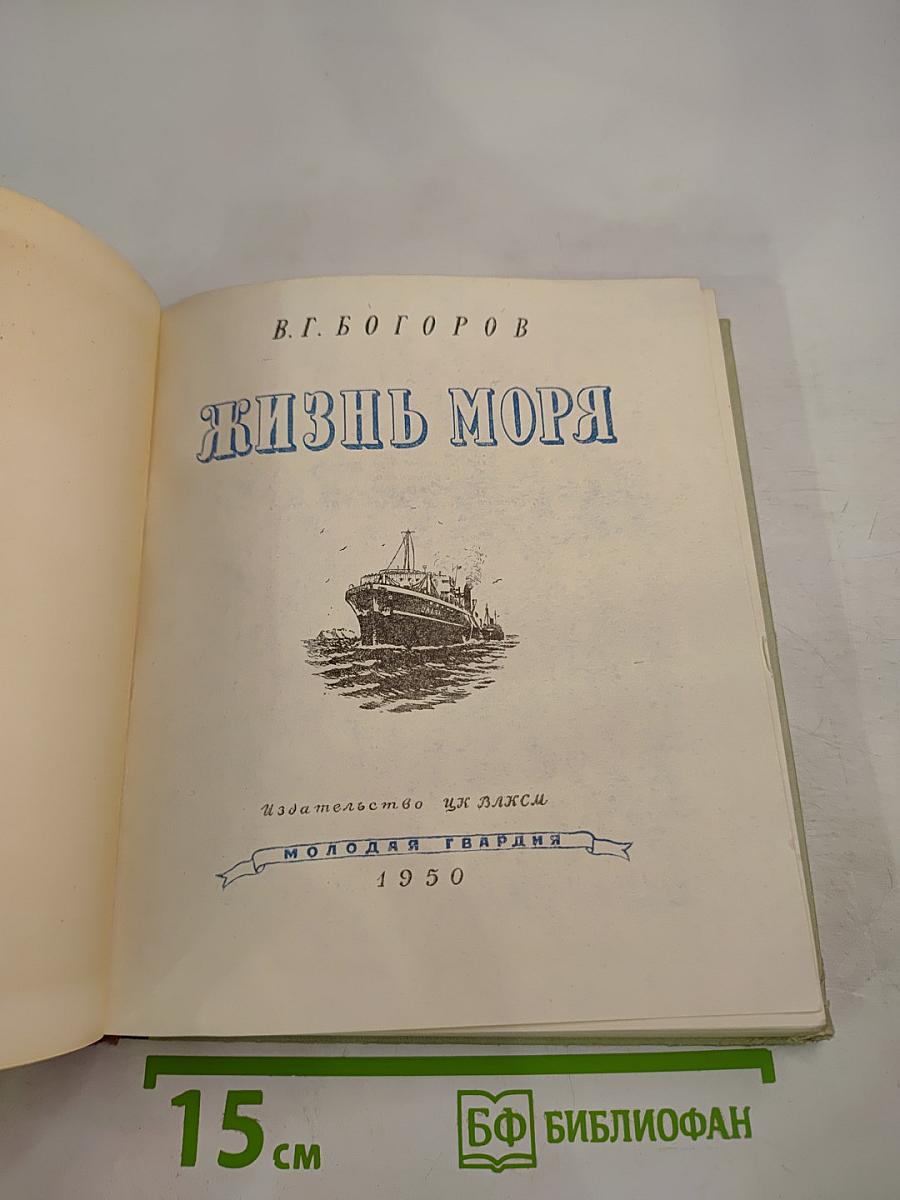 В.Г. БОГОРОВ
ЖИЗНЬ МОРЯ
Издательство ЦК ВЛКСМ
МОЛОДАЯ ГВАРДИЯ
1950
15 см
БФ БИБЛИОФАН